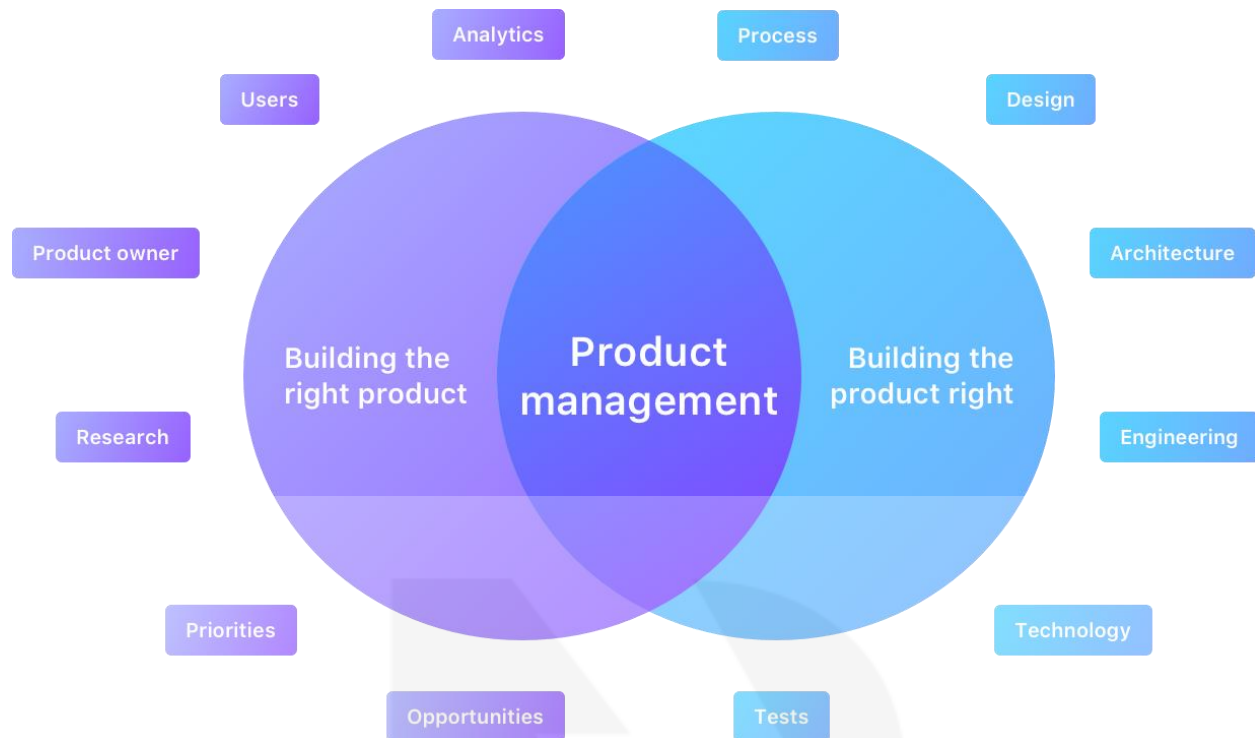 Analytics
Process
Users
Design
Product owner
Architecture
Building the
right product
Product
management
Building the
product right
Research
Engineering
Priorities
Technology
Opportunities
Tests